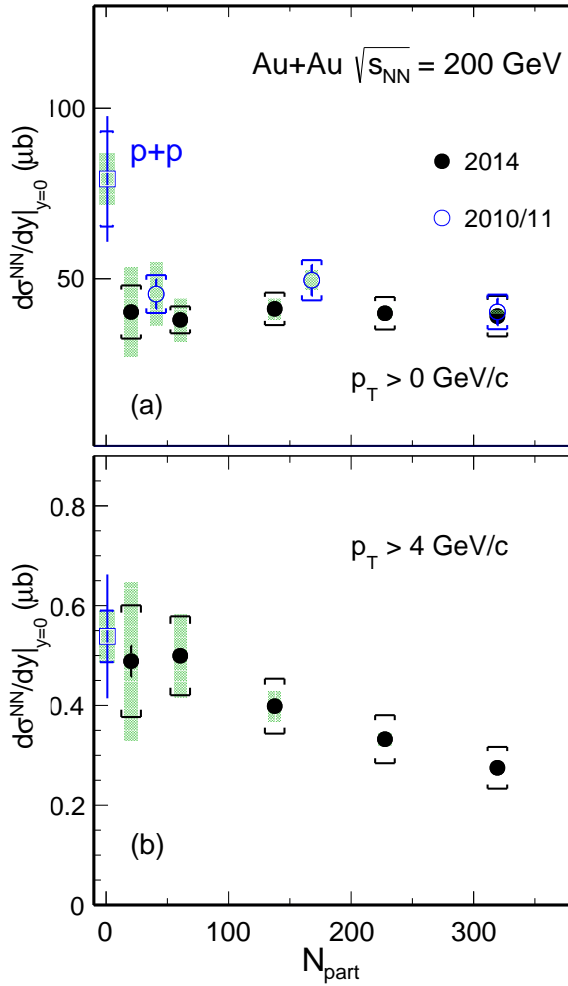 Au+Au √s_NN = 200 GeV
dσ^NN/dy|_y=0 (μb)
100
50
p+p
2014
2010/11
(a)
p_T > 0 GeV/c
dσ^NN/dy|_y=0 (μb)
0.8
0.6
0.4
0.2
0
p_T > 4 GeV/c
(b)
0 100 200 300
N_part